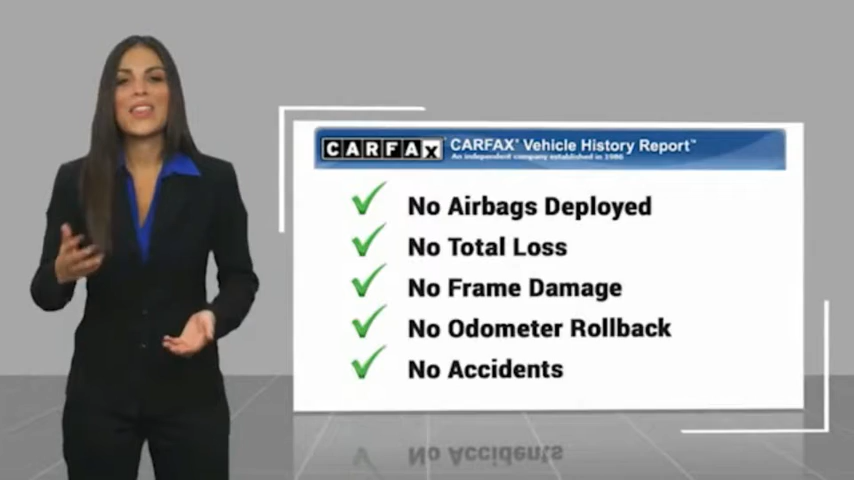 CARFAX CARFAX™ Vehicle History Report™
An independent company established in 1986
No Airbags Deployed
No Total Loss
No Frame Damage
No Odometer Rollback
No Accidents
No Accidents